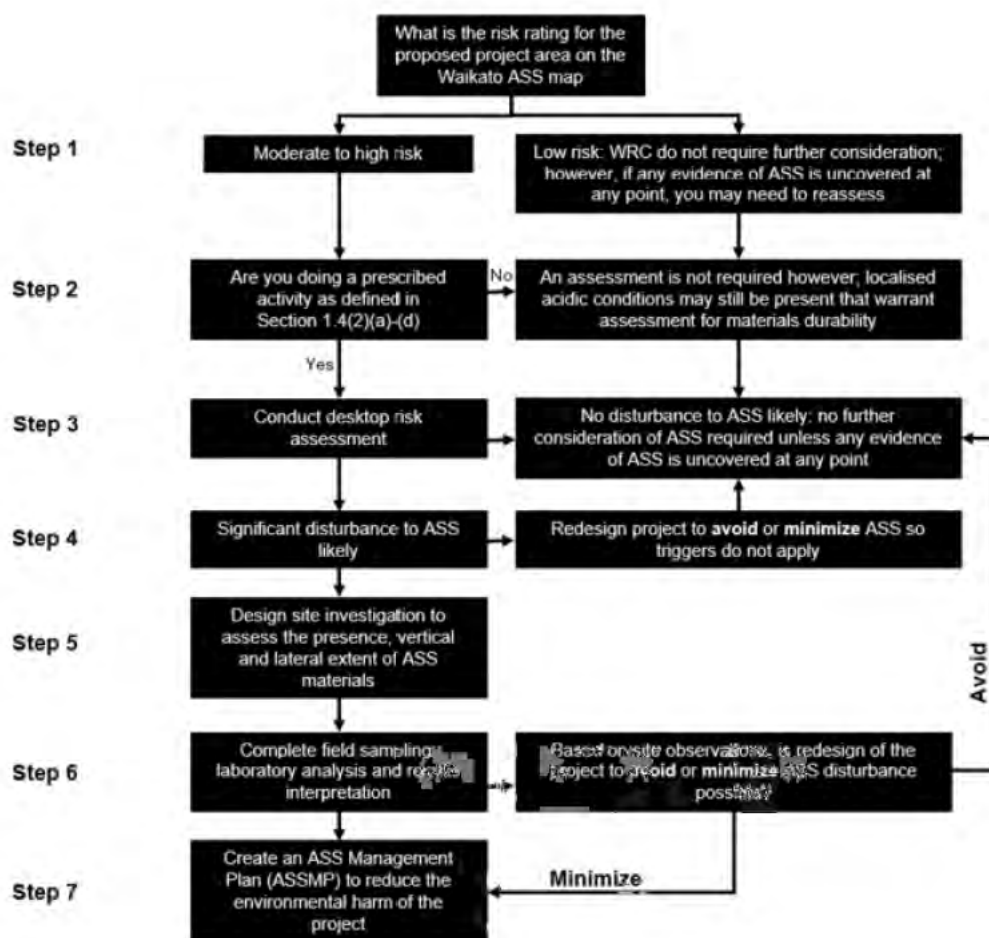 What is the risk rating for the
proposed project area on the
Waikato ASS map
Step 1
Moderate to high risk
Low risk: WRC do not require further consideration;
however, if any evidence of ASS is uncovered at
any point, you may need to reassess
Step 2
Are you doing a prescribed
activity as defined in
Section 1.4(2)(a)-(d)
No
An assessment is not required however; localised
acidic conditions may still be present that warrant
assessment for materials durability
Yes
Step 3
Conduct desktop risk
assessment
No disturbance to ASS likely: no further
consideration of ASS required unless any evidence
of ASS is uncovered at any point
Step 4
Significant disturbance to ASS
likely
Redesign project to avoid or minimize ASS so
triggers do not apply
Step 5
Design site investigation to
assess the presence, vertical
and lateral extent of ASS
materials
Avoid
Step 6
Complete field sampling
laboratory analysis and
interpretation
Based on site is redesign of the
project to avoid or minimize disturbance
Step 7
Create an ASS Management
Plan (ASSMP) to reduce the
environmental harm of the
project
Minimize